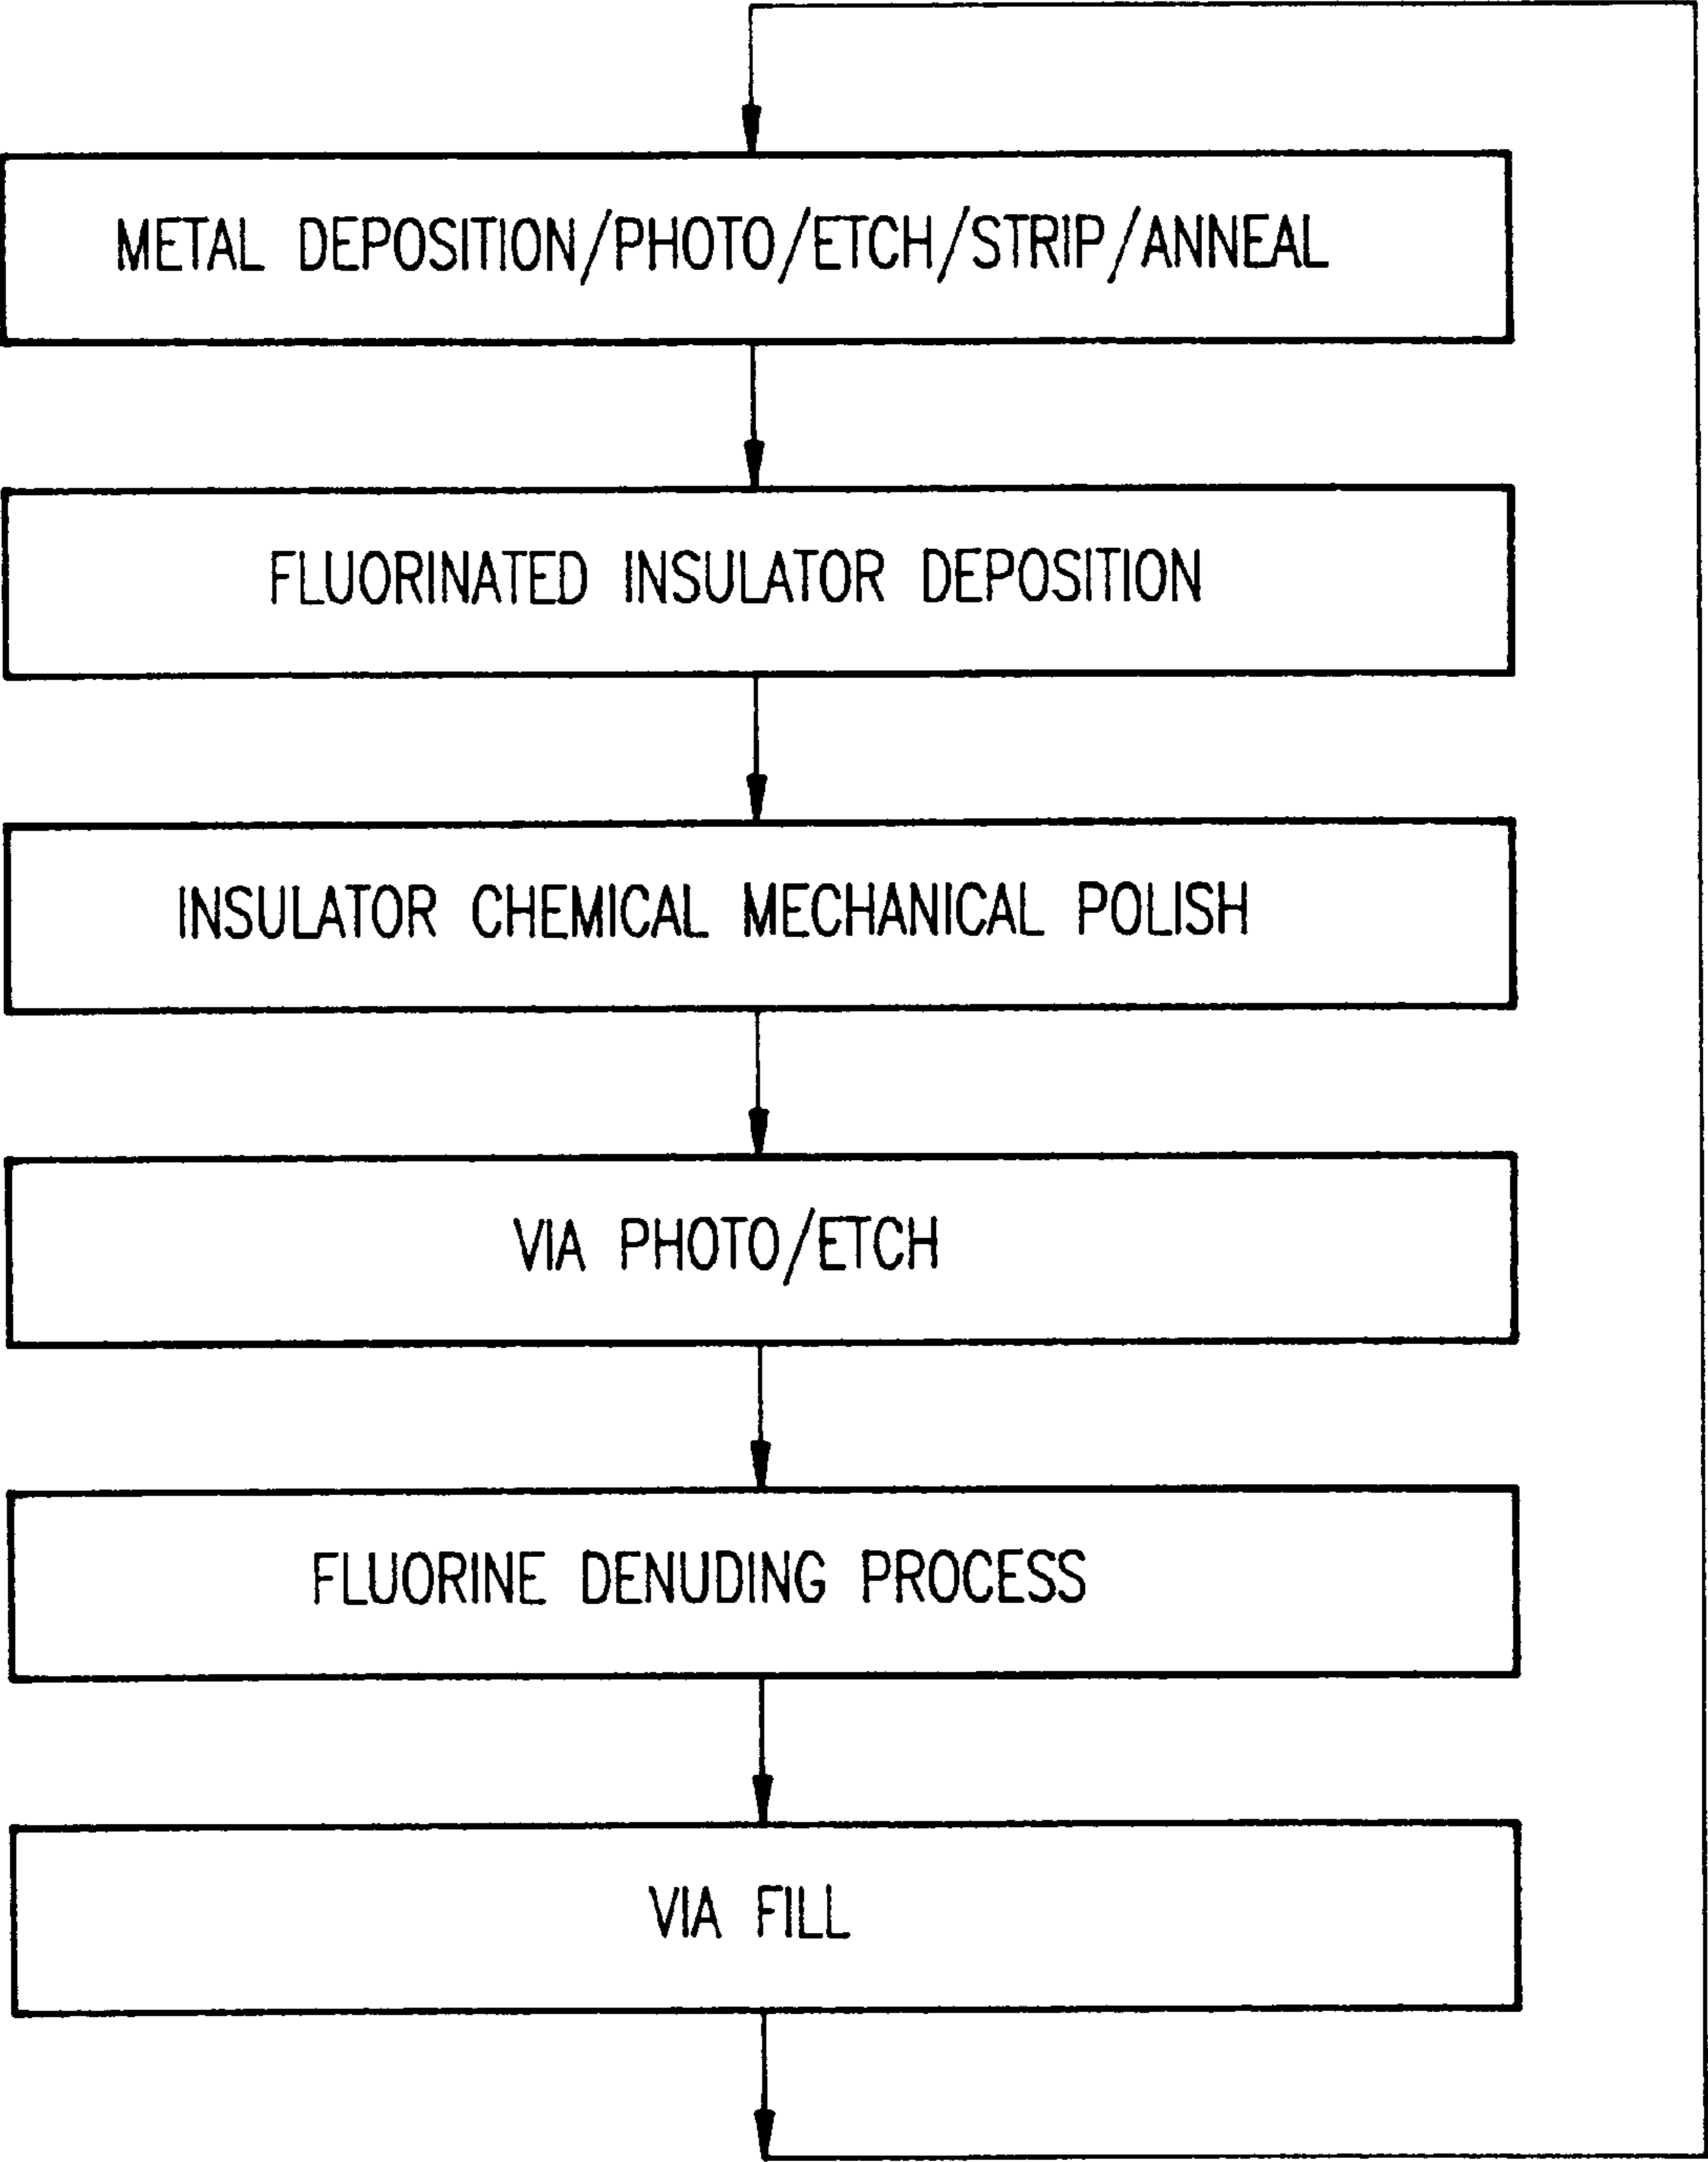 METAL DEPOSITION/PHOTO/ETCH/STRIP/ANNEAL
FLUORINATED INSULATOR DEPOSITION
INSULATOR CHEMICAL MECHANICAL POLISH
VIA PHOTO/ETCH
FLUORINE DENUDING PROCESS
VIA FILL